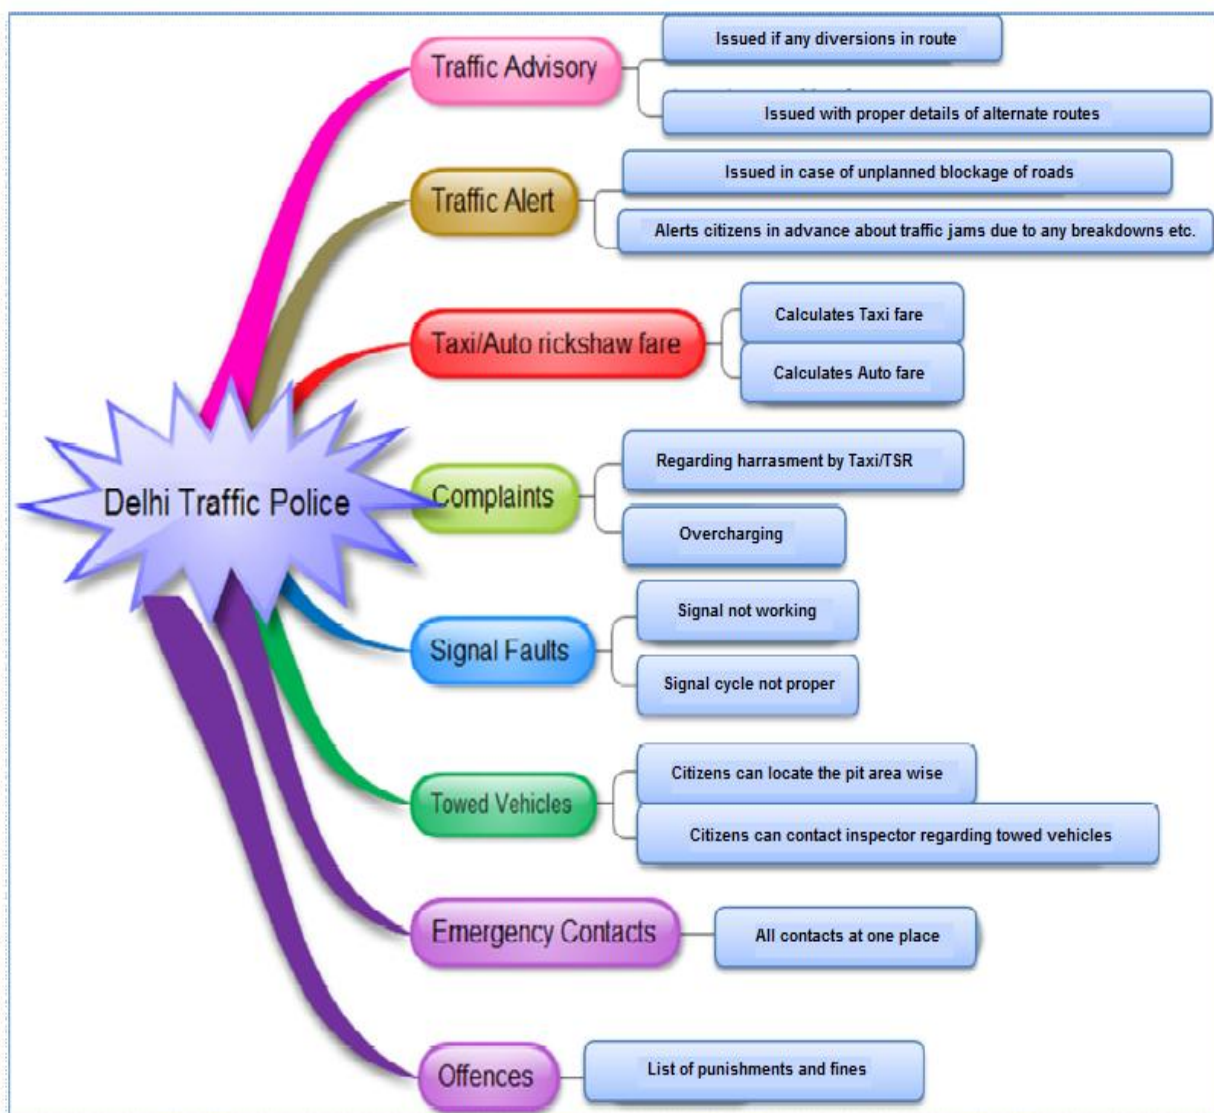 Issued if any diversions in route
Traffic Advisory
Issued with proper details of alternate routes
Issued in case of unplanned blockage of roads
Traffic Alert
Alerts citizens in advance about traffic jams due to any breakdowns etc.
Calculates Taxi fare
Taxi/Auto rickshaw fare
Calculates Auto fare
Regarding harrasment by Taxi/TSR
Delhi Traffic Police
Complaints
Overcharging
Signal not working
Signal Faults
Signal cycle not proper
Citizens can locate the pit area wise
Towed Vehicles
Citizens can contact inspector regarding towed vehicles
Emergency Contacts
All contacts at one place
Offences
List of punishments and fines